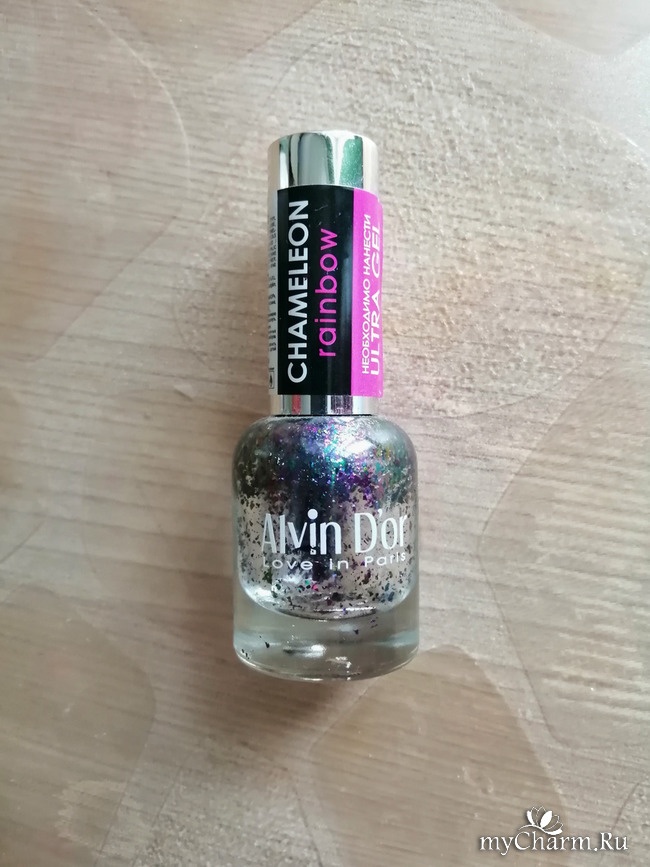 CHAMELEON
rainbow
НЕОБХОДИМО НАНЕСТИ
ULTRA GEL
Alvin D'or
Love in Paris
myCharm.Ru